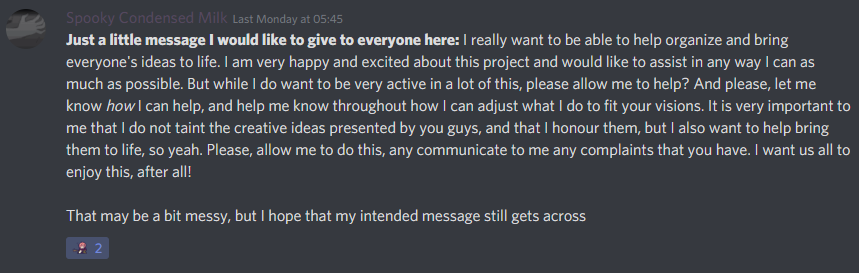 Spooky Condensed Milk Last Monday at 05:45
Just a little message I would like to give to everyone here: I really want to be able to help organize and bring
everyone's ideas to life. I am very happy and excited about this project and would like to assist in any way I can as
much as possible. But while I do want to be very active in a lot of this, please allow me to help? And please, let me
know how I can help, and help me know throughout how I can adjust what I do to fit your visions. It is very important to
me that I do not taint the creative ideas presented by you guys, and that I honour them, but I also want to help bring
them to life, so yeah. Please, allow me to do this, any communicate to me any complaints that you have. I want us all to
enjoy this, after all!
That may be a bit messy, but I hope that my intended message still gets across
2